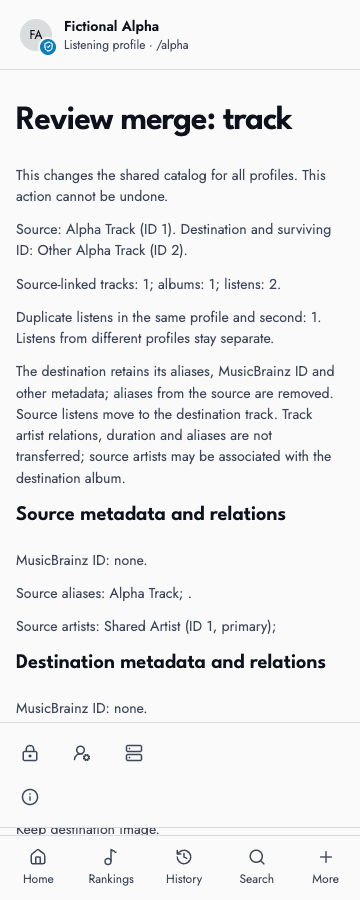 FA
Fictional Alpha
Listening profile · /alpha
Review merge: track
This changes the shared catalog for all profiles. This
action cannot be undone.
Source: Alpha Track (ID 1). Destination and surviving
ID: Other Alpha Track (ID 2).
Source-linked tracks: 1; albums: 1; listens: 2.
Duplicate listens in the same profile and second: 1.
Listens from different profiles stay separate.
The destination retains its aliases, MusicBrainz ID and
other metadata; aliases from the source are removed.
Source listens move to the destination track. Track
artist relations, duration and aliases are not
transferred; source artists may be associated with the
destination album.
Source metadata and relations
MusicBrainz ID: none.
Source aliases: Alpha Track; .
Source artists: Shared Artist (ID 1, primary);
Destination metadata and relations
MusicBrainz ID: none.
Keep destination image.
Home
Rankings
History
Search
More